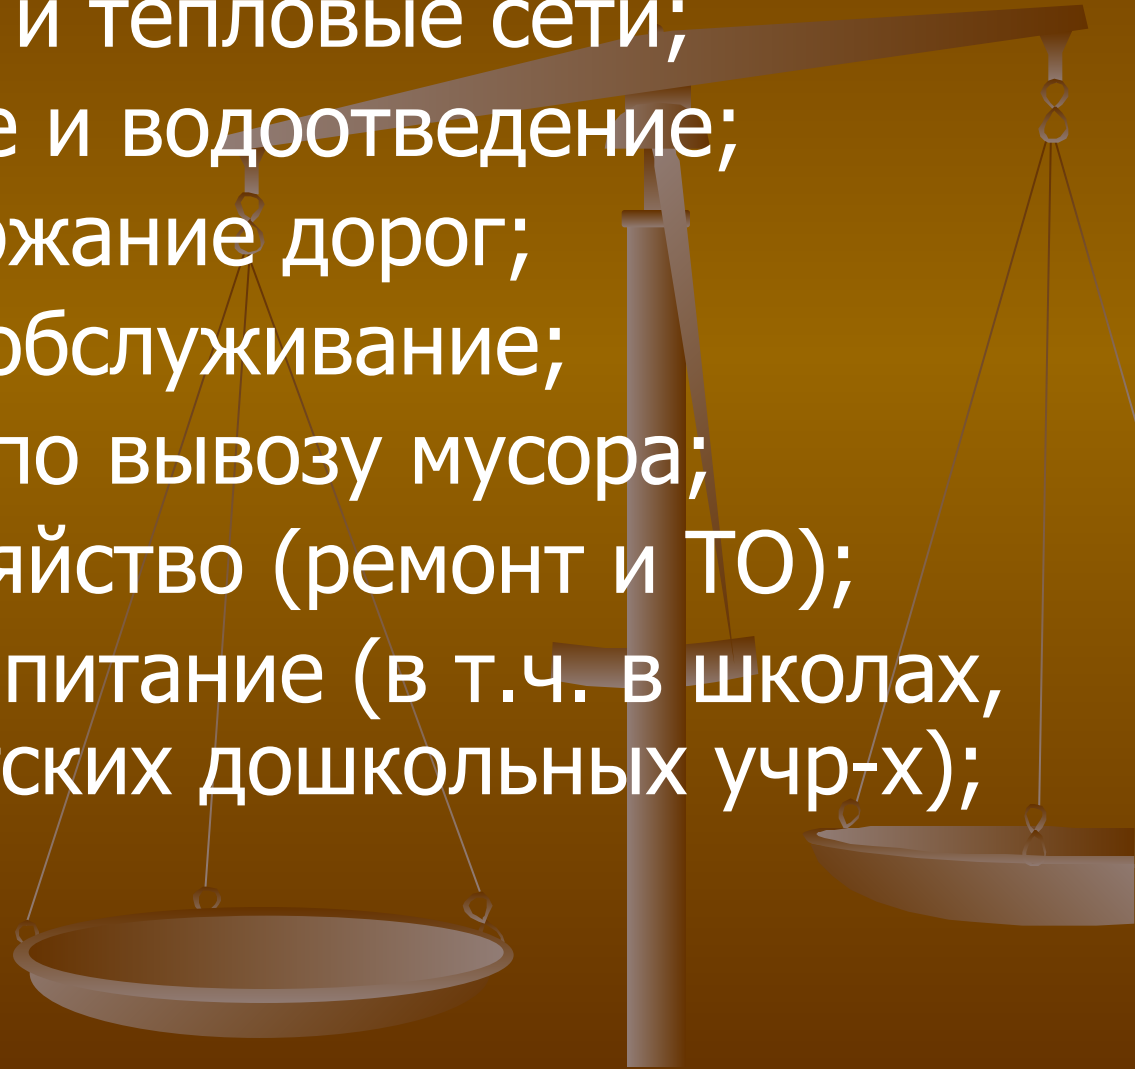 и тепловые сети;
е и водоотведение;
жание дорог;
обслуживание;
по вывозу мусора;
яйство (ремонт и ТО);
питание (в т.ч. в школах,
ских дошкольных учр-х);